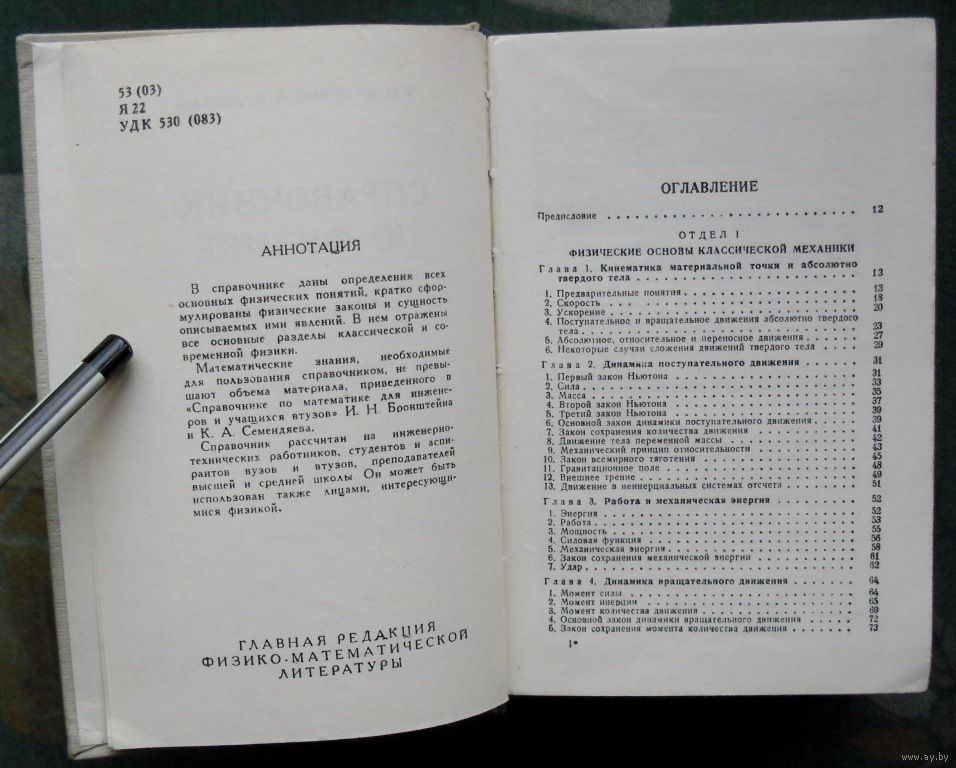 53 (03)
Я 22
УДК 530 (083)
АННОТАЦИЯ
В справочнике даны определения всех
основных физических понятий, кратко сфор-
мулированы физические законы и сущность
описываемых ими явлений. В нем отражены
все основные разделы классической и со-
временной физики.
Математические знания, необходимые
для пользования справочником, не превы-
шают объема материала, приведенного в
«Справочнике по математике для инжене-
ров и учащихся втузов» И. Н. Бронштейна
и К. А. Семендяева.
Справочник рассчитан на инженерно-
технических работников, студентов и аспи-
рантов вузов и втузов, преподавателей
высшей и средней школы. Он может быть
использован также лицами, интересующи-
мися физикой.
ГЛАВНАЯ РЕДАКЦИЯ
ФИЗИКО-МАТЕМАТИЧЕСКОЙ
ЛИТЕРАТУРЫ
ОГЛАВЛЕНИЕ
Предисловие . . . 12
ОТДЕЛ I
ФИЗИЧЕСКИЕ ОСНОВЫ КЛАССИЧЕСКОЙ МЕХАНИКИ
Глава 1. Кинематика материальной точки и абсолютно
твердого тела . . . 13
1. Предварительные понятия . . . 13
2. Скорость . . . 18
3. Ускорение . . . 20
4. Поступательное и вращательное движения абсолютно твердого
тела . . . 23
5. Абсолютное, относительное и переносное движения . . . 27
6. Некоторые случаи сложения движений твердого тела . . . 29
Глава 2. Динамика поступательного движения . . . 31
1. Первый закон Ньютона . . . 31
2. Сила . . . 33
3. Масса . . . 35
4. Второй закон Ньютона . . . 37
5. Третий закон Ньютона . . . 39
6. Основной закон динамики поступательного движения . . . 39
7. Закон сохранения количества движения . . . 41
8. Движение тела переменной массы . . . 42
9. Механический принцип относительности . . . 43
10. Закон всемирного тяготения . . . 45
11. Гравитационное поле . . . 48
12. Внешнее трение . . . 49
13. Движение в неинерциальных системах отсчета . . . 51
Глава 3. Работа и механическая энергия . . . 52
1. Энергия . . . 52
2. Работа . . . 53
3. Мощность . . . 55
4. Силовая функция . . . 56
5. Механическая энергия . . . 58
6. Закон сохранения механической энергии . . . 61
7. Удар . . . 62
Глава 4. Динамика вращательного движения . . . 64
1. Момент силы . . . 64
2. Момент инерции . . . 65
3. Момент количества движения . . . 69
4. Основной закон динамики вращательного движения . . . 72
5. Закон сохранения момента количества движения . . . 73
1*
www.ay.by